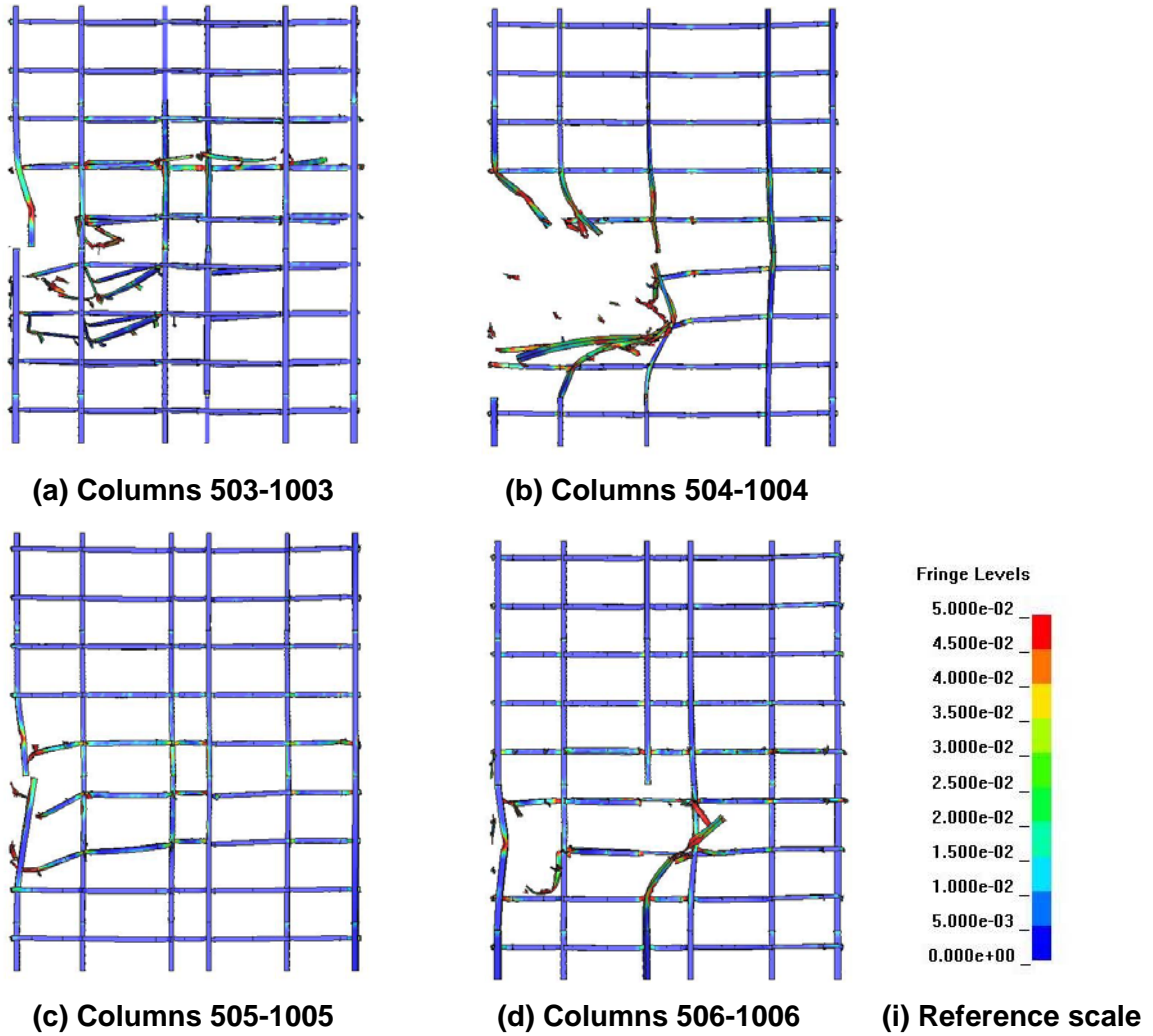 (a) Columns 503-1003
(b) Columns 504-1004
Fringe Levels
5.000e-02
4.500e-02
4.000e-02
3.500e-02
3.000e-02
2.500e-02
2.000e-02
1.500e-02
1.000e-02
5.000e-03
0.000e+00
(c) Columns 505-1005
(d) Columns 506-1006
(i) Reference scale